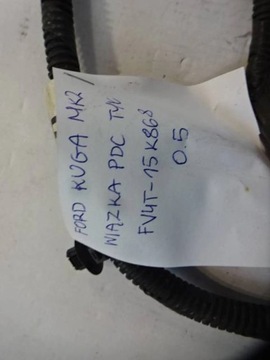 FORD KUGA MK2 /
WIĄZKA PDC TYŁ
FV4T-15K868
0.5